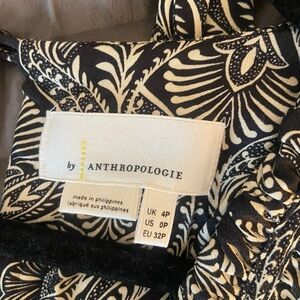 by ANTHROPOLOGIE
made in philippines
fabriqué aux philippines
UK 4P
US 0P
EU 32P